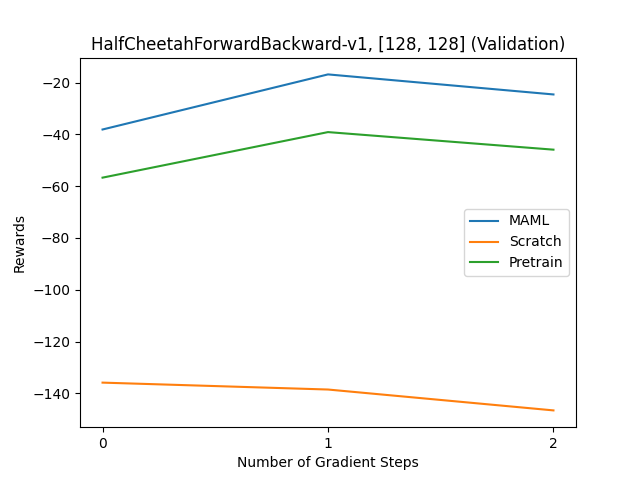 HalfCheetahForwardBackward-v1, [128, 128] (Validation)
−20
−40
−60
−80
−100
−120
−140
Rewards
MAML
Scratch
Pretrain
0 1 2
Number of Gradient Steps